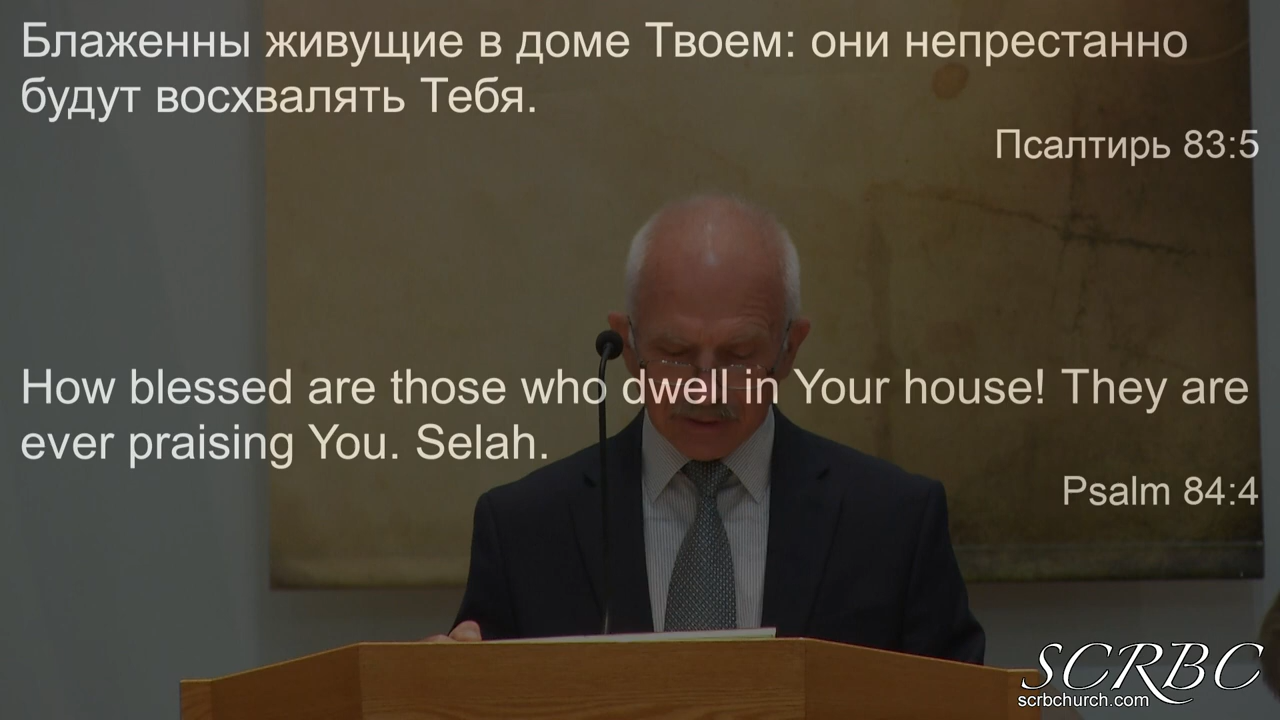 Блаженны живущие в доме Твоем: они непрестанно
будут восхвалять Тебя.
Псалтирь 83:5
How blessed are those who dwell in Your house! They are
ever praising You. Selah.
Psalm 84:4
SCRBC
scrbchurch.com